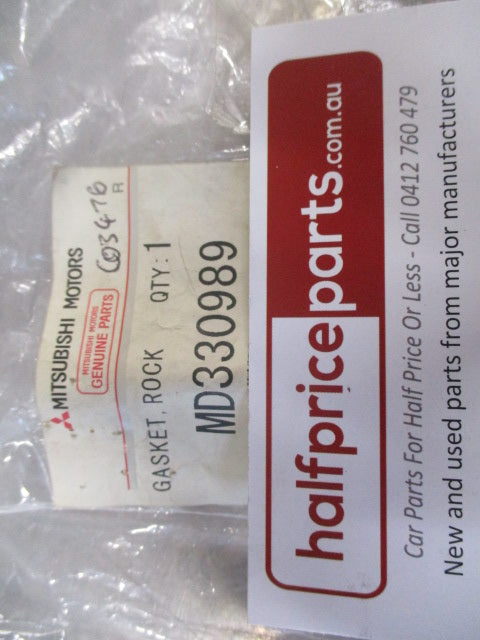 MITSUBISHI MOTORS
MITSUBISHI MOTORS
GENUINE PARTS
R
GASKET, ROCK QTY: 1
MD330989
halfpriceparts.com.au
Car Parts For Half Price Or Less - Call 0412 760 479
New and used parts from major manufacturers